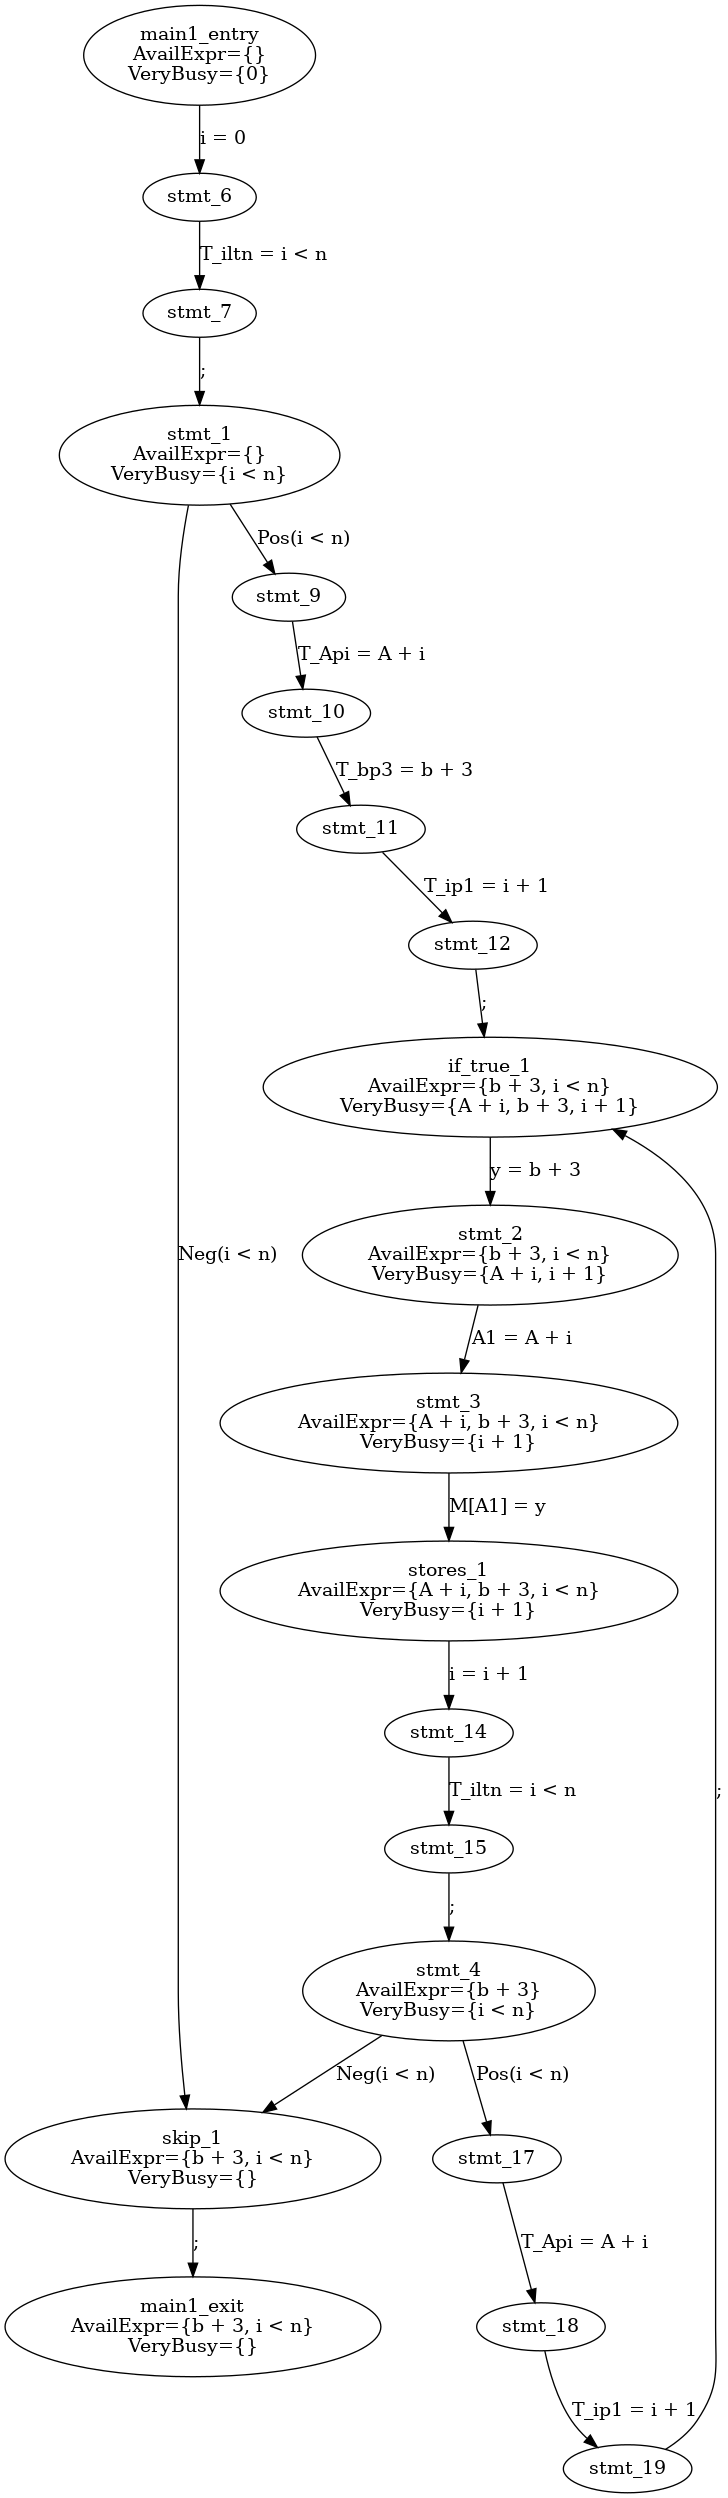 main1_entry
AvailExpr={}
VeryBusy={0}
i = 0
stmt_6
T_iltn = i < n
stmt_7
;
stmt_1
AvailExpr={}
VeryBusy={i < n}
Pos(i < n)
stmt_9
T_Api = A + i
stmt_10
T_bp3 = b + 3
stmt_11
T_ip1 = i + 1
stmt_12
;
if_true_1
AvailExpr={b + 3, i < n}
VeryBusy={A + i, b + 3, i + 1}
y = b + 3
Neg(i < n)
stmt_2
AvailExpr={b + 3, i < n}
VeryBusy={A + i, i + 1}
A1 = A + i
stmt_3
AvailExpr={A + i, b + 3, i < n}
VeryBusy={i + 1}
M[A1] = y
stores_1
AvailExpr={A + i, b + 3, i < n}
VeryBusy={i + 1}
i = i + 1
stmt_14
T_iltn = i < n
;
stmt_15
;
stmt_4
AvailExpr={b + 3}
VeryBusy={i < n}
Neg(i < n)
Pos(i < n)
skip_1
AvailExpr={b + 3, i < n}
VeryBusy={}
stmt_17
;
T_Api = A + i
main1_exit
AvailExpr={b + 3, i < n}
VeryBusy={}
stmt_18
T_ip1 = i + 1
stmt_19